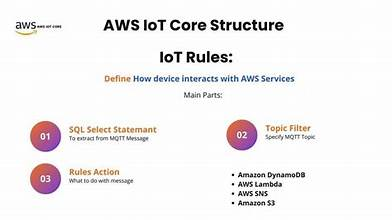 aws AWS IOT CORE
AWS IoT Core Structure
IoT Rules:
Define How device interacts with AWS Services
Main Parts:
01
SQL Select Statemant
To extract from MQTT Message
02
Topic Filter
Specify MQTT Topic
03
Rules Action
What to do with message
• Amazon DynamoDB
• AWS Lambda
• AWS SNS
• Amazon S3